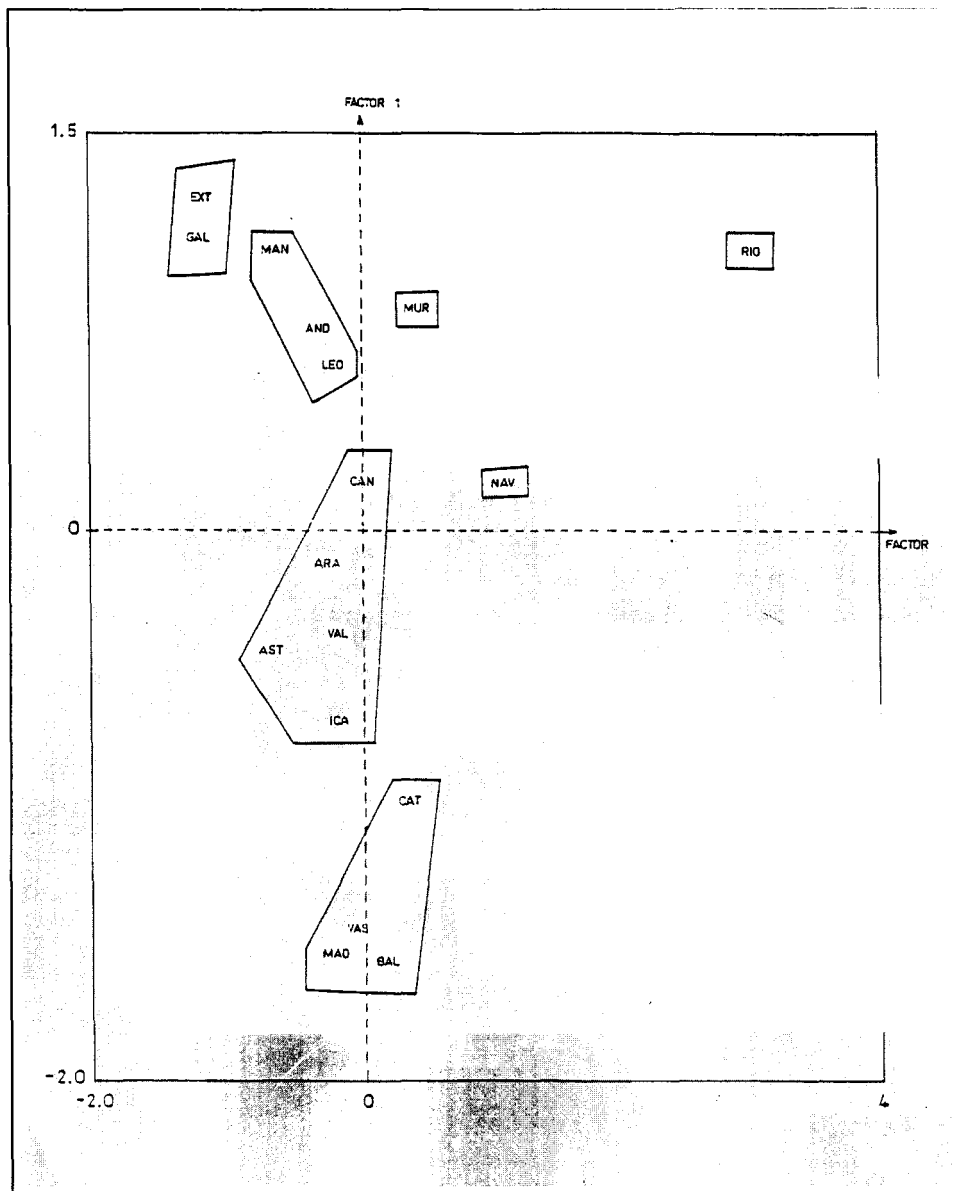 FACTOR 1
1.5
EXT
GAL
MAN
RIO
MUR
AND
LEO
CAN
NAV
0
FACTOR
ARA
VAL
AST
ICA
CAT
VAS
MAD
BAL
-2.0
-2.0
0
4